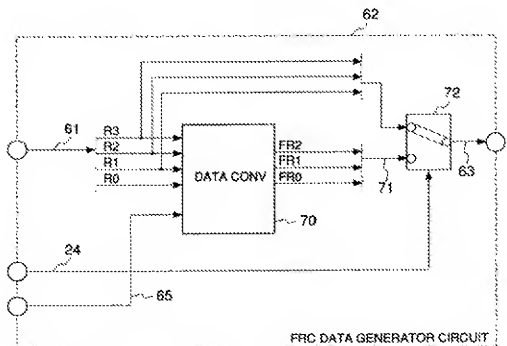 62
61
R3
R2
R1
R0
DATA CONV
70
FR2
FR1
FR0
71
72
63
24
65
FRC DATA GENERATOR CIRCUIT